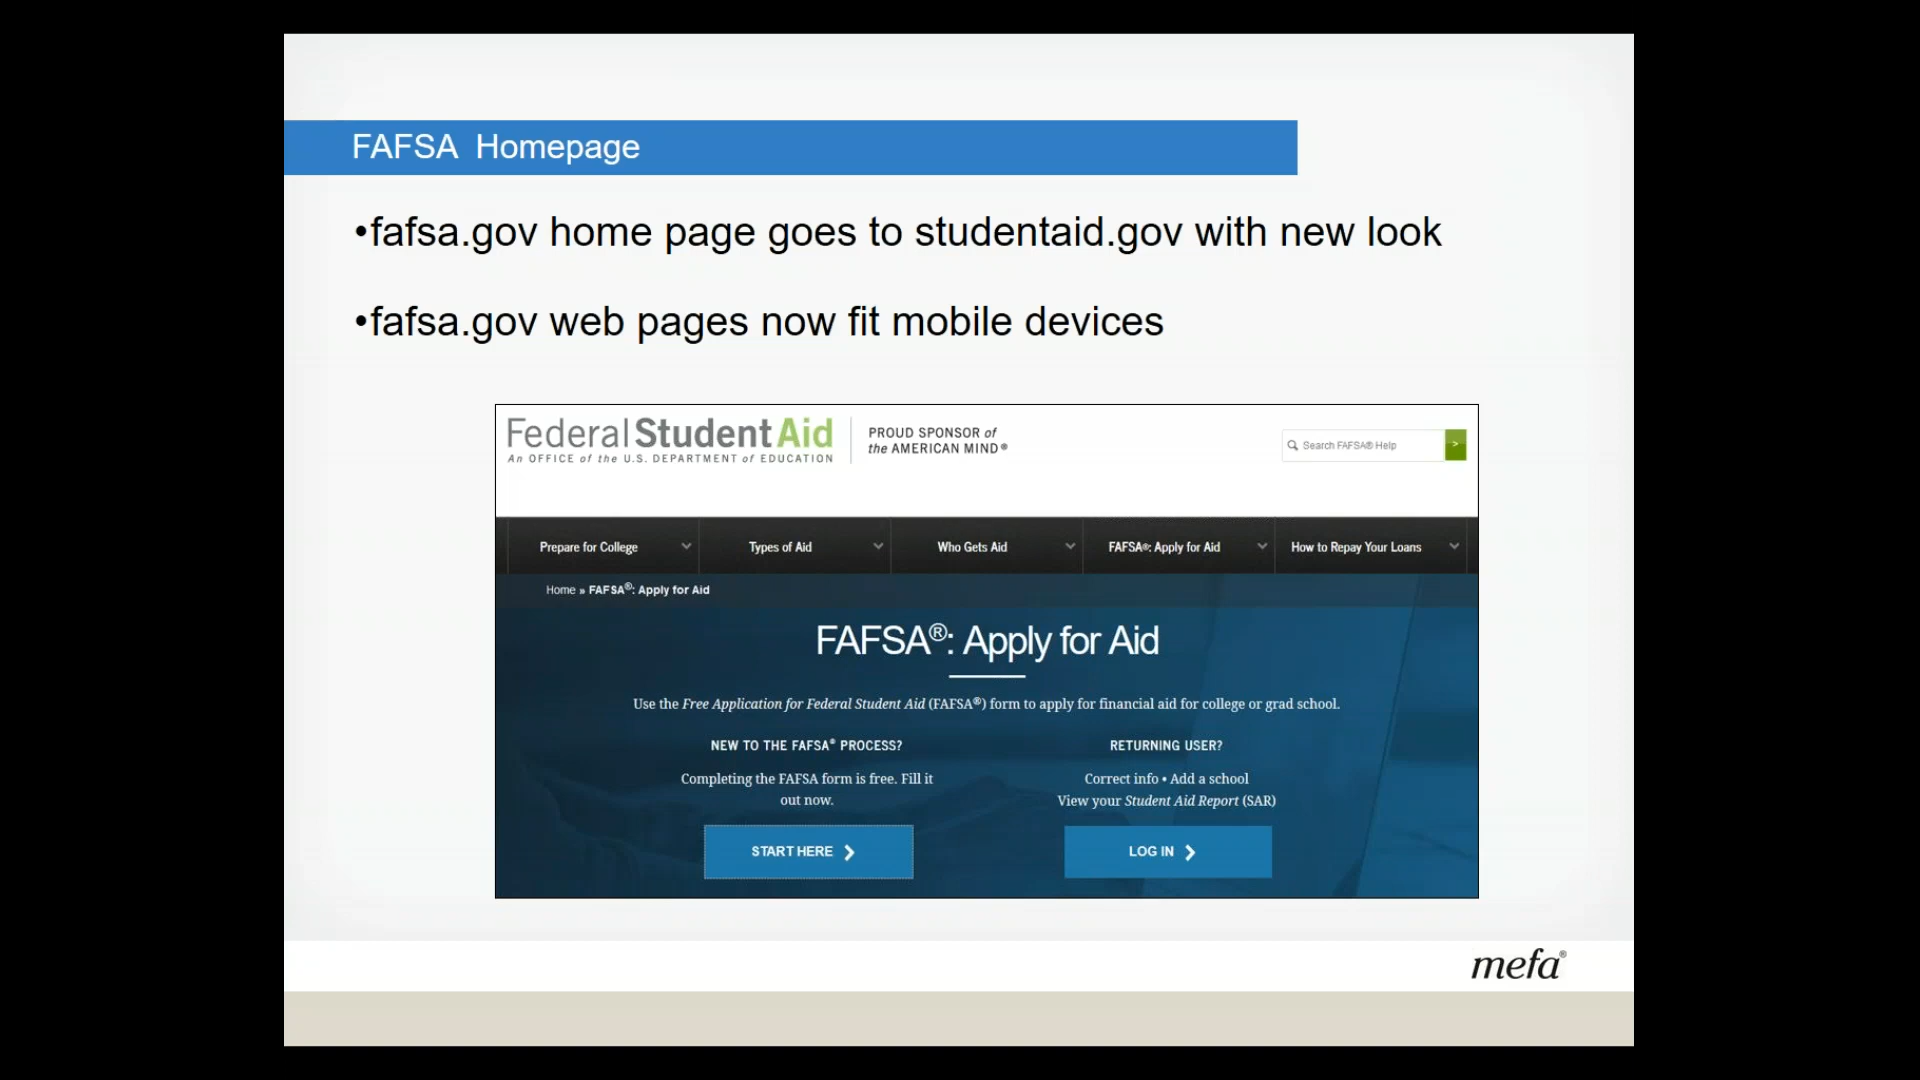 FAFSA  Homepage
•fafsa.gov home page goes to studentaid.gov with new look
•fafsa.gov web pages now fit mobile devices
Federal Student Aid
An OFFICE of the U.S. DEPARTMENT of EDUCATION
PROUD SPONSOR of
the AMERICAN MIND®
Search FAFSA® Help
>
Prepare for College
Types of Aid
Who Gets Aid
FAFSA®: Apply for Aid
How to Repay Your Loans
Home » FAFSA®: Apply for Aid
FAFSA®: Apply for Aid
Use the Free Application for Federal Student Aid (FAFSA®) form to apply for financial aid for college or grad school.
NEW TO THE FAFSA® PROCESS?
Completing the FAFSA form is free. Fill it
out now.
START HERE
RETURNING USER?
Correct info • Add a school
View your Student Aid Report (SAR)
LOG IN
mefa®